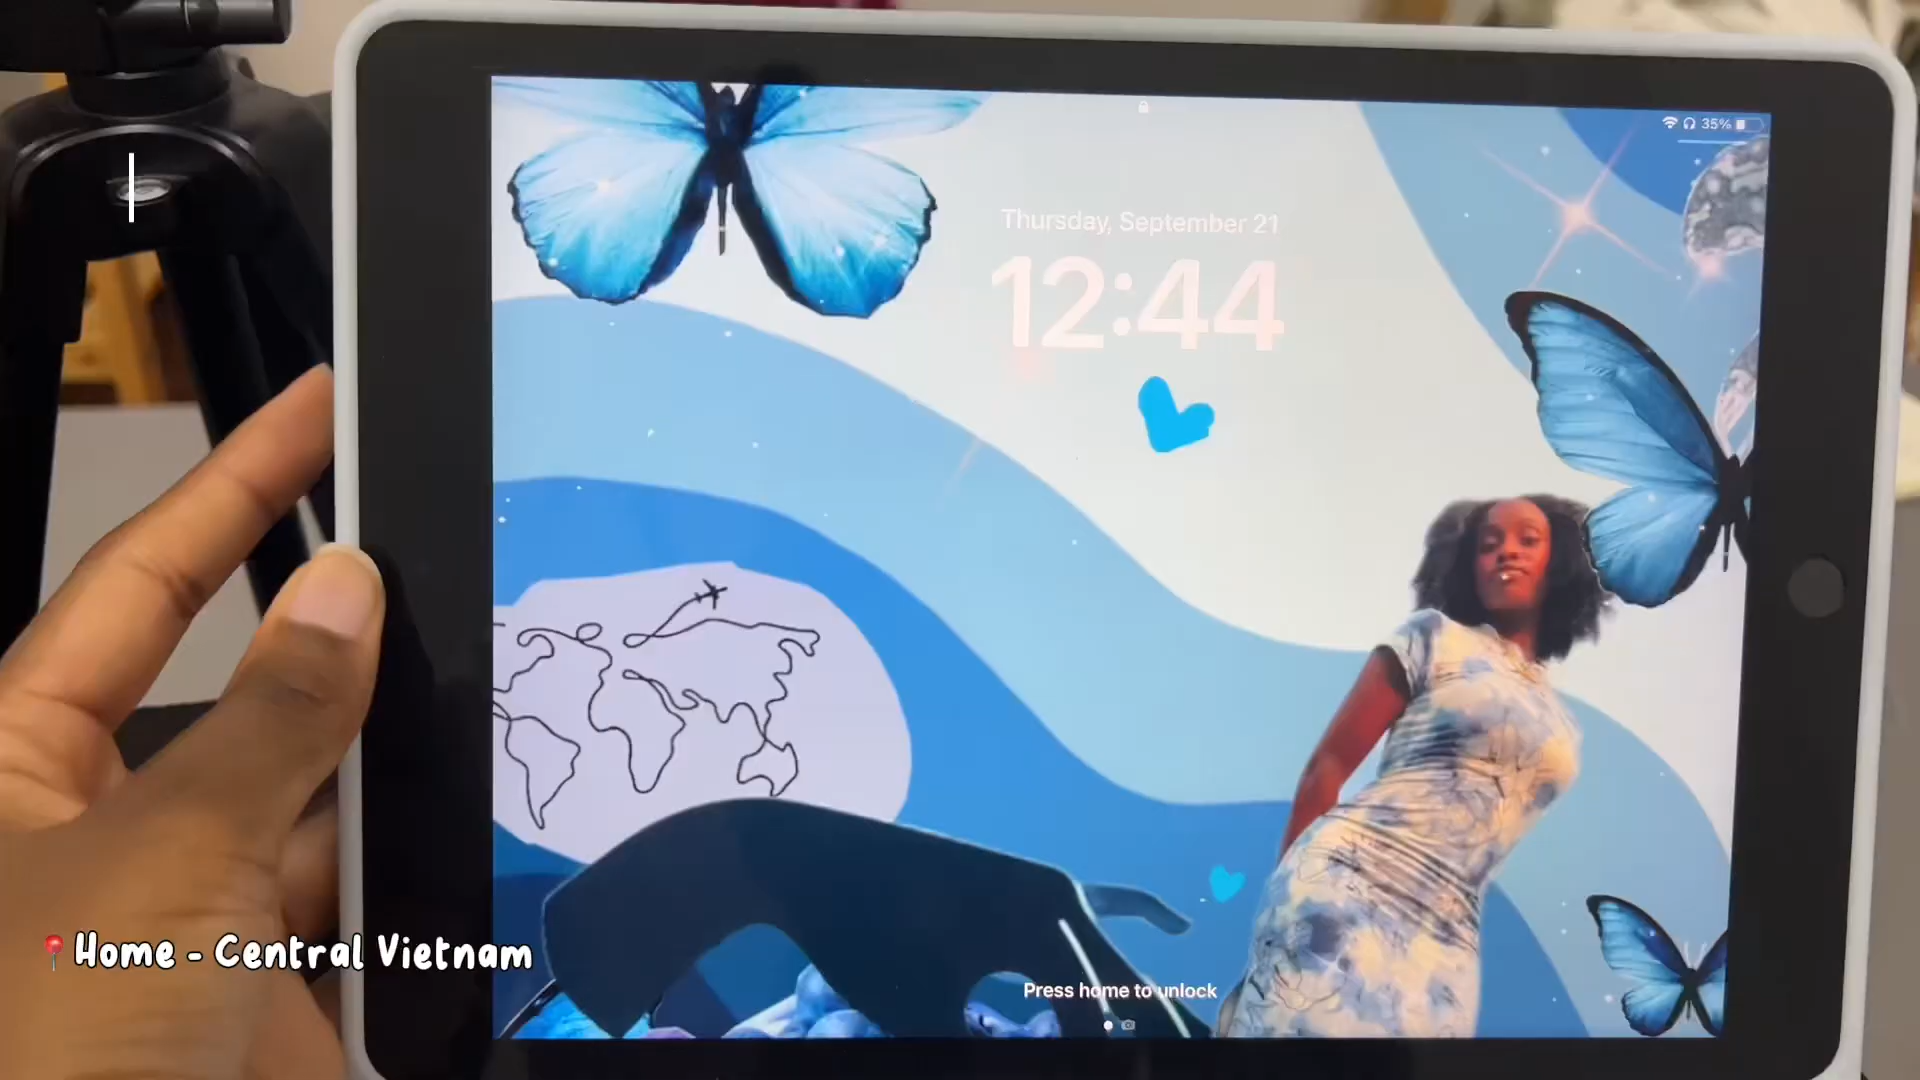 35%
Thursday, September 21
12:44
Home - Central Vietnam
Press home to unlock